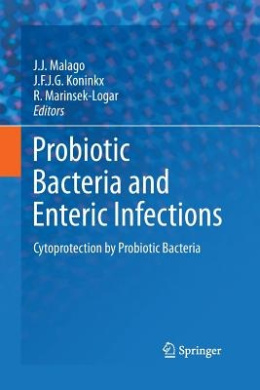 J.J. Malago
J.F.J.G. Koninkx
R. Marinsek-Logar
Editors
Probiotic
Bacteria and
Enteric Infections
Cytoprotection by Probiotic Bacteria
Springer